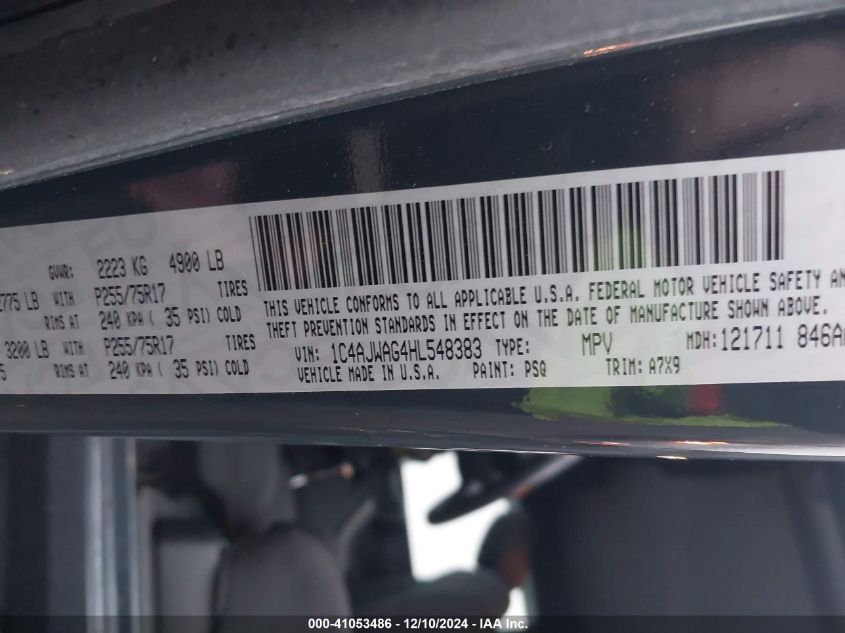 GVWR: 2223 KG 4900 LB
2775 LB WITH P255/75R17 TIRES
RIMS AT 240 KPA ( 35 PSI) COLD
3200 LB WITH P255/75R17 TIRES
RIMS AT 240 KPA ( 35 PSI) COLD
THIS VEHICLE CONFORMS TO ALL APPLICABLE U.S.A. FEDERAL MOTOR VEHICLE SAFETY AN
THEFT PREVENTION STANDARDS IN EFFECT ON THE DATE OF MANUFACTURE SHOWN ABOVE.
VIN: 1C4AJWAG4HL548383 TYPE: MPV MDH: 121711 846A
VEHICLE MADE IN U.S.A. PAINT: PSQ TRIM: A7X9
000-41053486 - 12/10/2024 - IAA Inc.